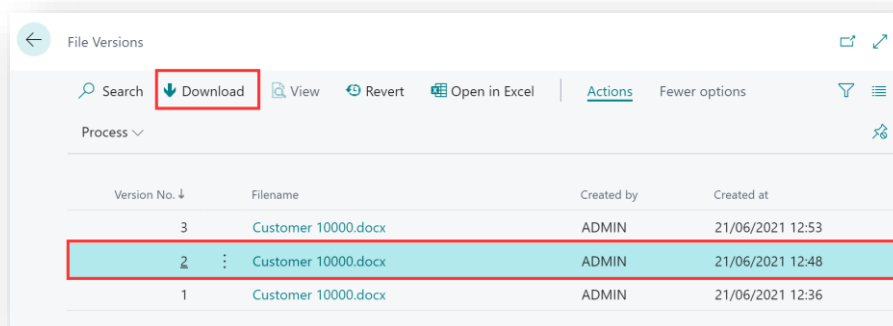 File Versions
Search Download View Revert Open in Excel Actions Fewer options
Process
Version No. Filename Created by Created at
3 Customer 10000.docx ADMIN 21/06/2021 12:53
2 Customer 10000.docx ADMIN 21/06/2021 12:48
1 Customer 10000.docx ADMIN 21/06/2021 12:36